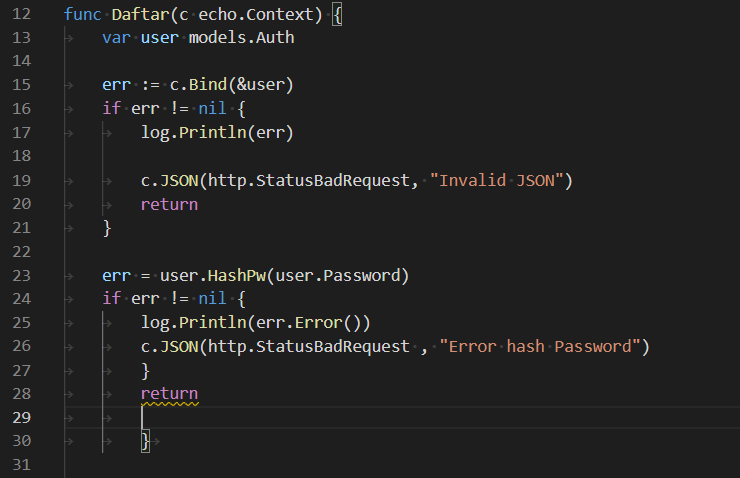 12 func Daftar(c echo.Context) {
13 var user models.Auth
14
15 err := c.Bind(&user)
16 if err != nil {
17 log.Println(err)
18
19 c.JSON(http.StatusBadRequest, "Invalid JSON")
20 return
21 }
22
23 err = user.HashPw(user.Password)
24 if err != nil {
25 log.Println(err.Error())
26 c.JSON(http.StatusBadRequest , "Error hash Password")
27 }
28 return
29
30 }
31